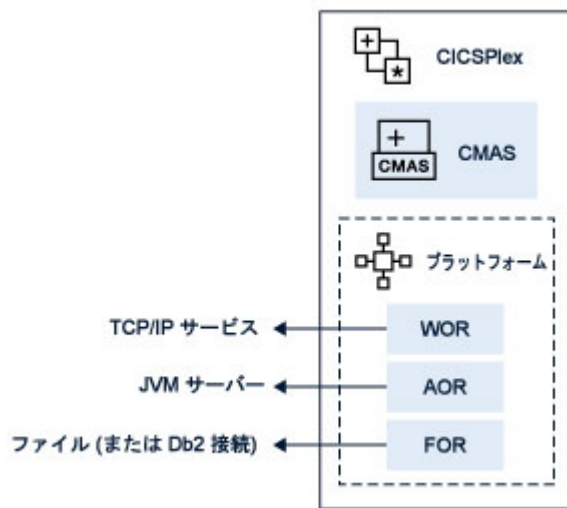 +
*
CICSPlex
+
CMAS
CMAS
プラットフォーム
TCP/IP サービス
WOR
JVM サーバー
AOR
ファイル (または Db2 接続)
FOR